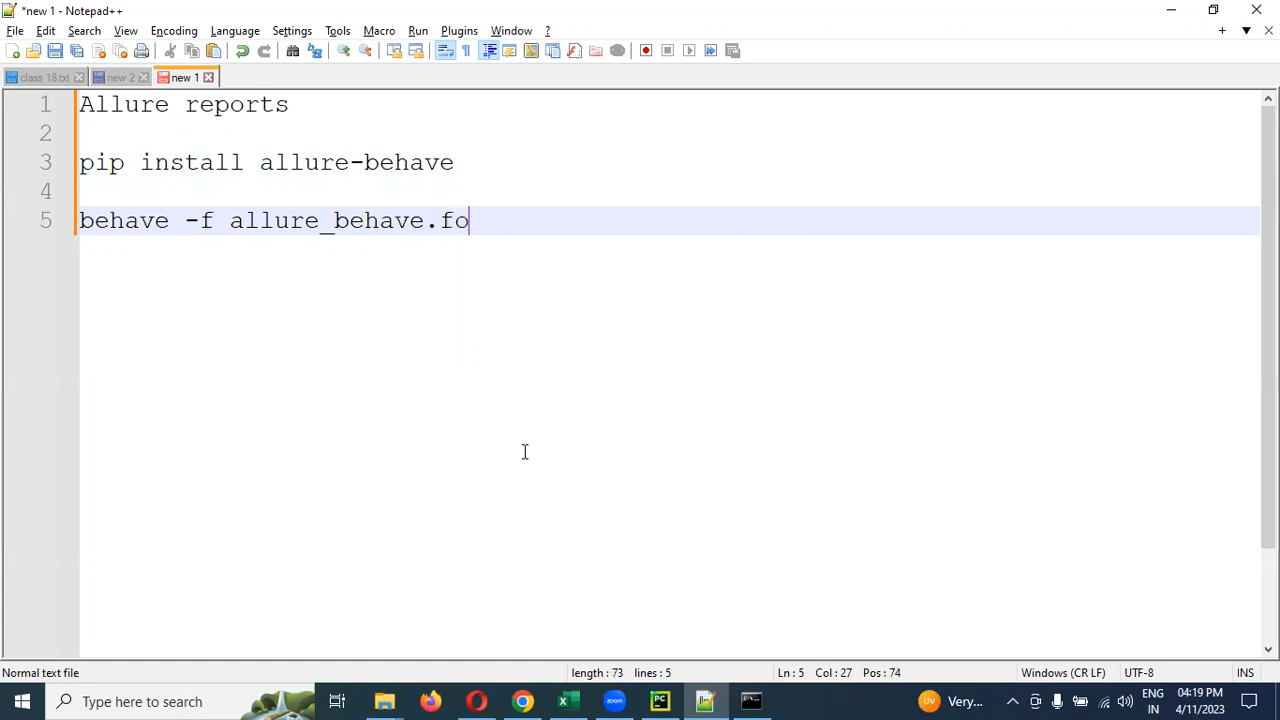 *new 1 - Notepad++
File Edit Search View Encoding Language Settings Tools Macro Run Plugins Window ?
class 18.txt new 2 new 1
1 Allure reports
2
3 pip install allure-behave
4
5 behave -f allure_behave.fo
Normal text file length : 73 lines : 5 Ln : 5 Col : 27 Pos : 74 Windows (CR LF) UTF-8 INS
Type here to search
zoom
PC
Very...
ENG
IN
04:19 PM
4/11/2023